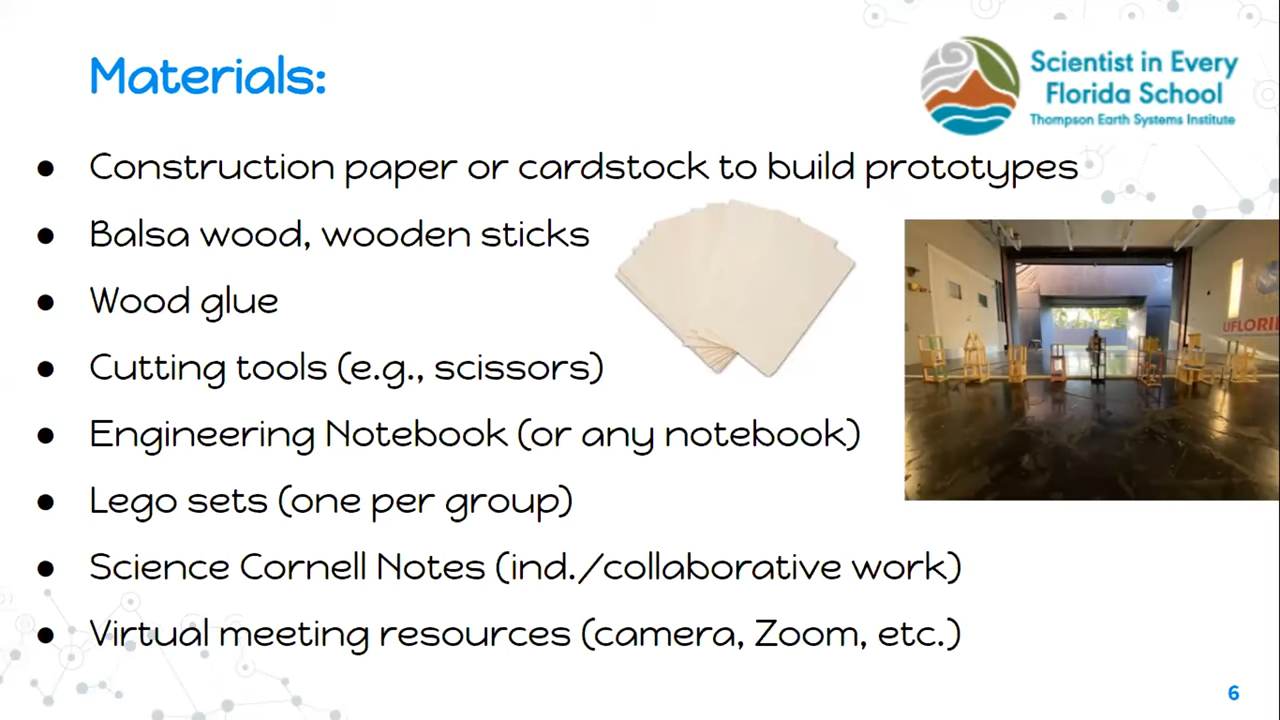 Materials:
Scientist in Every
Florida School
Thompson Earth Systems Institute
● Construction paper or cardstock to build prototypes
● Balsa wood, wooden sticks
● Wood glue
● Cutting tools (e.g., scissors)
● Engineering Notebook (or any notebook)
● Lego sets (one per group)
● Science Cornell Notes (ind./collaborative work)
● Virtual meeting resources (camera, Zoom, etc.)
UFLORI
6